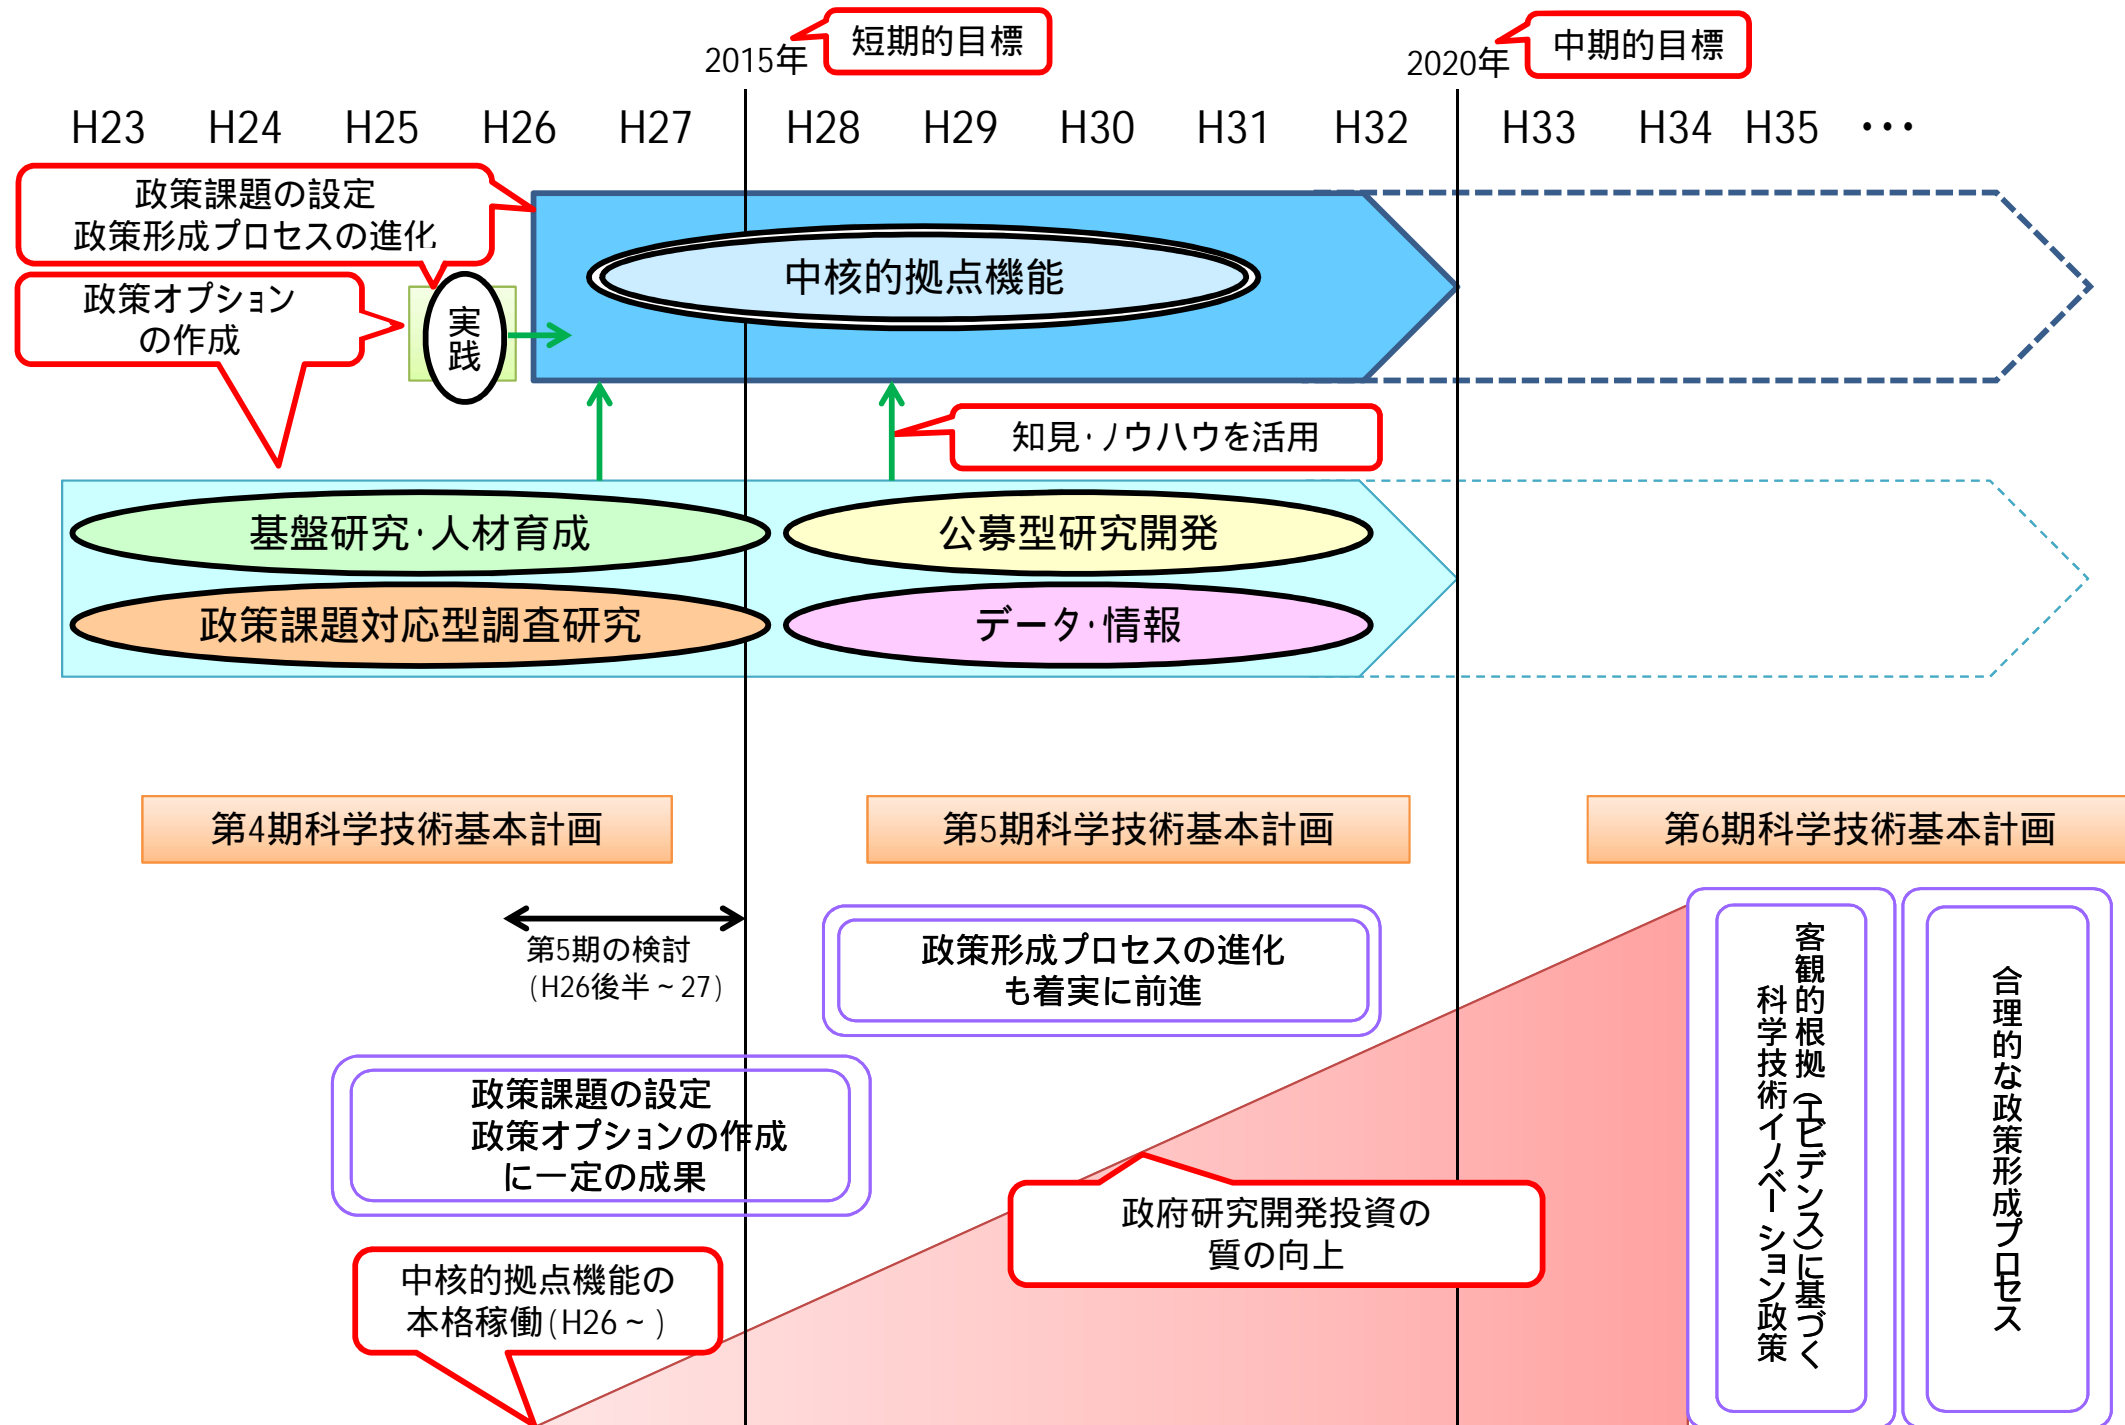 短期的目標
2015年
中期的目標
2020年
H23 H24 H25 H26 H27 H28 H29 H30 H31 H32 H33 H34 H35 ・・・
政策課題の設定
政策形成プロセスの進化
政策オプション
の作成
実践
中核的拠点機能
知見・ノウハウを活用
基盤研究・人材育成
公募型研究開発
政策課題対応型調査研究
データ・情報
第4期科学技術基本計画
第5期科学技術基本計画
第6期科学技術基本計画
第5期の検討
(H26後半~27)
政策形成プロセスの進化
も着実に前進
政策課題の設定
政策オプションの作成
に一定の成果
中核的拠点機能の
本格稼働(H26~ )
政府研究開発投資の
質の向上
客観的根拠(エビデンス)に基づく
科学技術イノベーション政策
合理的な政策形成プロセス